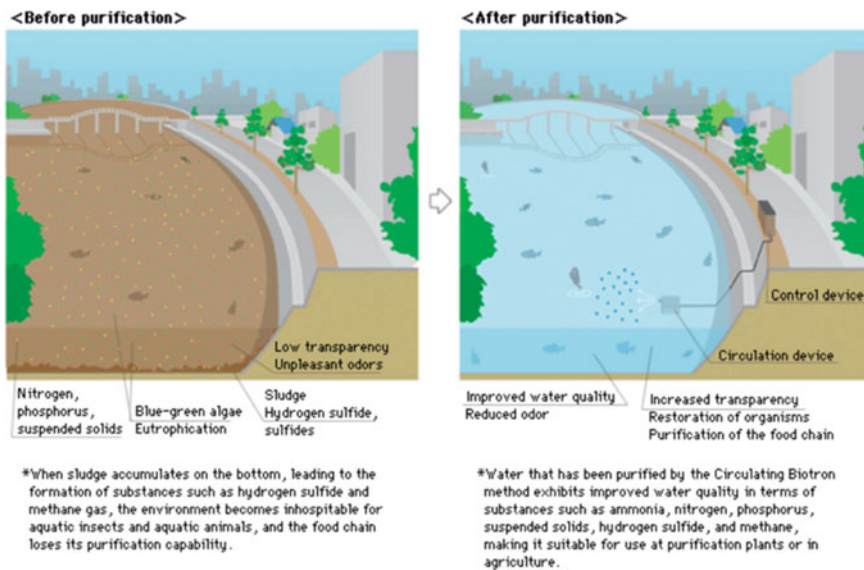 <Before purification>
Low transparency
Unpleasant odors
Nitrogen,
phosphorus,
suspended solids
Blue-green algae
Eutrophication
Sludge
Hydrogen sulfide,
sulfides
*When sludge accumulates on the bottom, leading to the
formation of substances such as hydrogen sulfide and
methane gas, the environment becomes inhospitable for
aquatic insects and aquatic animals, and the food chain
loses its purification capability.
<After purification>
Control device
Circulation device
Improved water quality
Reduced odor
Increased transparency
Restoration of organisms
Purification of the food chain
*Water that has been purified by the Circulating Biotron
method exhibits improved water quality in terms of
substances such as ammonia, nitrogen, phosphorus,
suspended solids, hydrogen sulfide, and methane,
making it suitable for use at purification plants or in
agriculture.